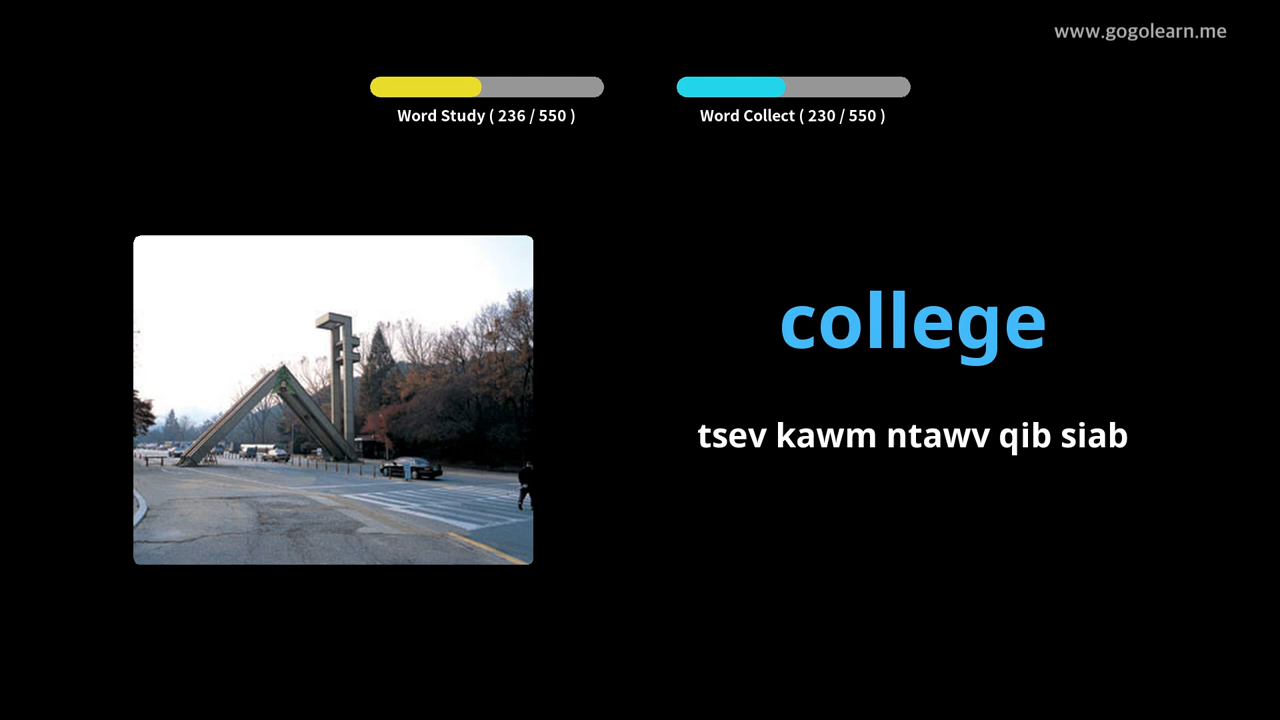 www.gogolearn.me
Word Study ( 236 / 550 )
Word Collect ( 230 / 550 )
college
tsev kawm ntawv qib siab